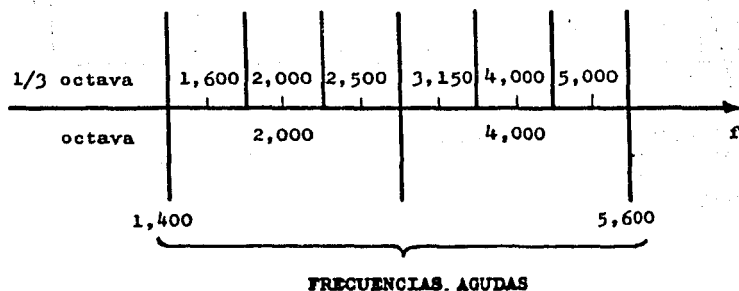 1/3 octava 1,600 2,000 2,500 3,150 4,000 5,000
octava 2,000 4,000 f
1,400 5,600
FRECUENCIAS. AGUDAS